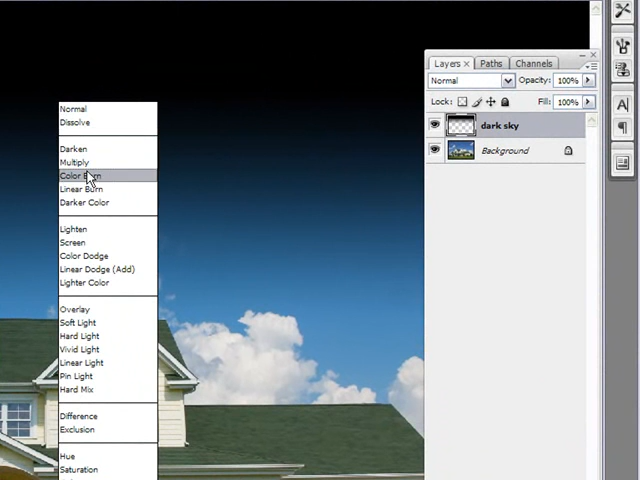 Layers
Paths
Channels
Normal
Opacity: 100%
Lock:
Fill: 100%
dark sky
Background
Normal
Dissolve
Darken
Multiply
Color Burn
Linear Burn
Darker Color
Lighten
Screen
Color Dodge
Linear Dodge (Add)
Lighter Color
Overlay
Soft Light
Hard Light
Vivid Light
Linear Light
Pin Light
Hard Mix
Difference
Exclusion
Hue
Saturation